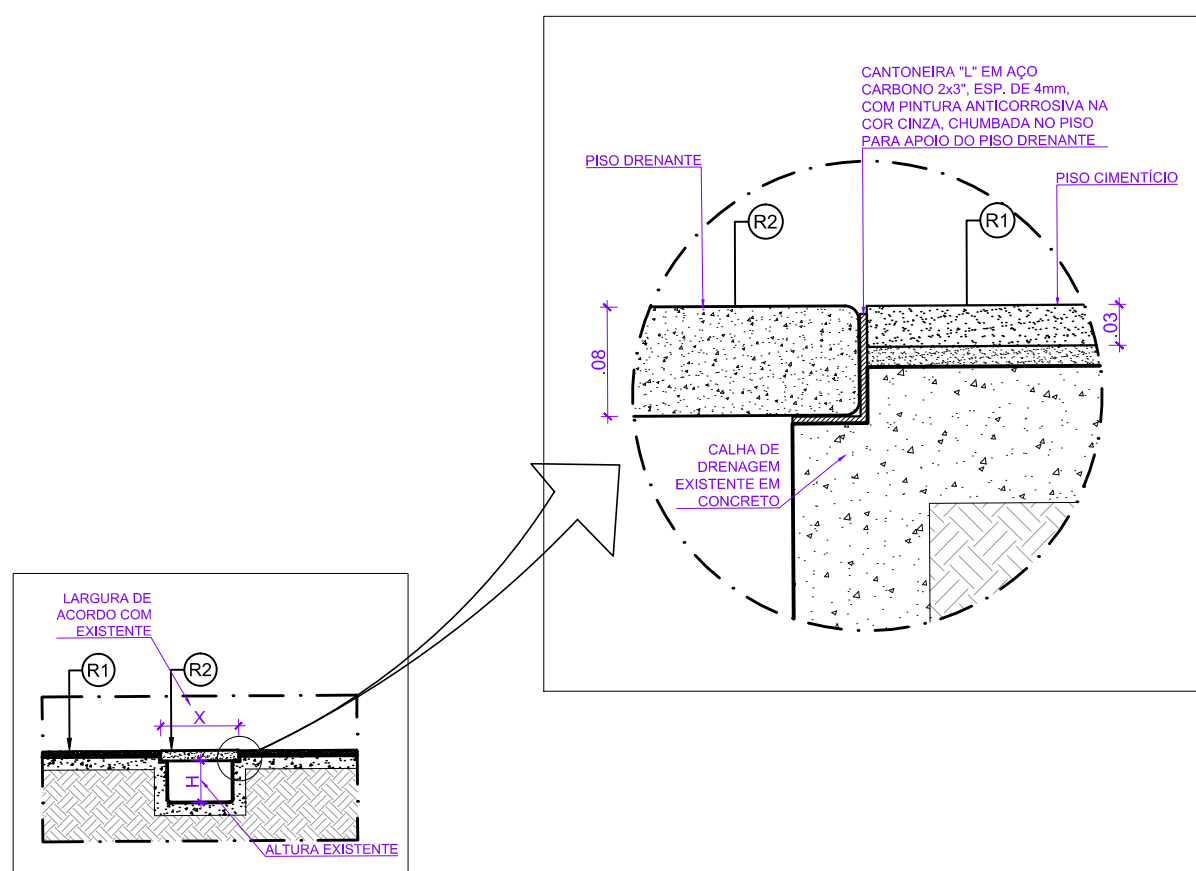 CANTONEIRA "L" EM AÇO
CARBONO 2x3", ESP. DE 4mm,
COM PINTURA ANTICORROSIVA NA
COR CINZA, CHUMBADA NO PISO
PARA APOIO DO PISO DRENANTE
PISO DRENANTE
PISO CIMENTÍCIO
R2
R1
.08
.03
CALHA DE
DRENAGEM
EXISTENTE EM
CONCRETO
LARGURA DE
ACORDO COM
EXISTENTE
R1
R2
X
H
ALTURA EXISTENTE